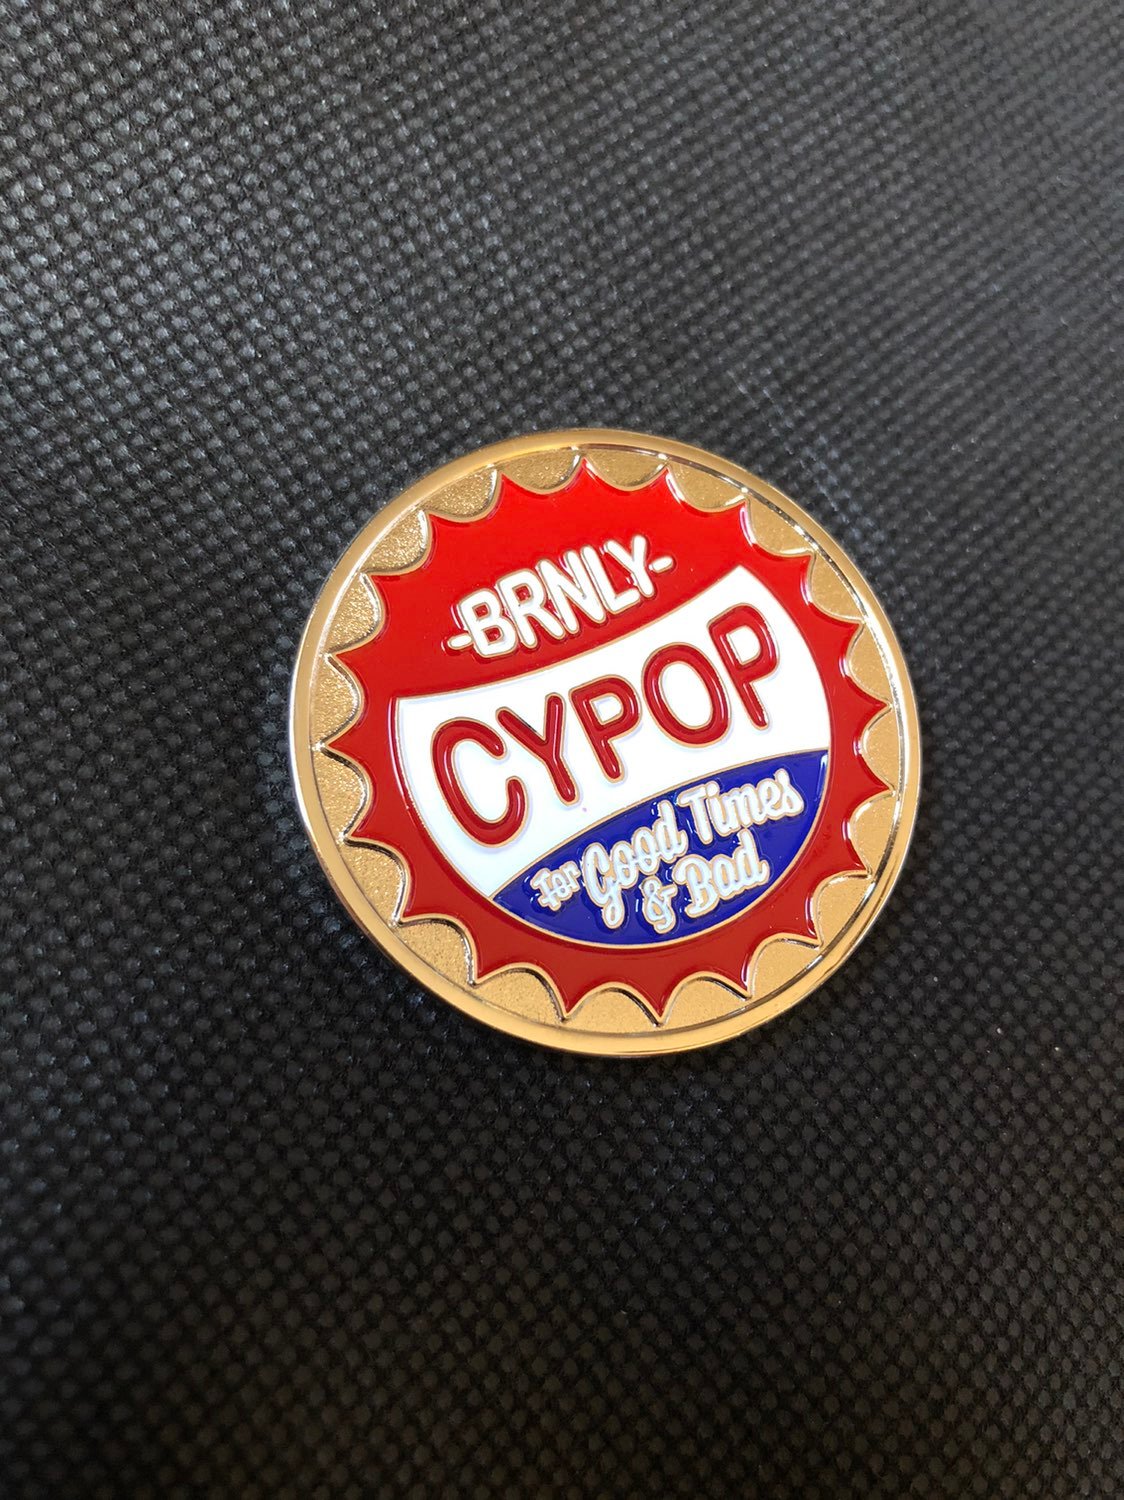 -BRNLY-
CYPOP
For Good Times
& Bad